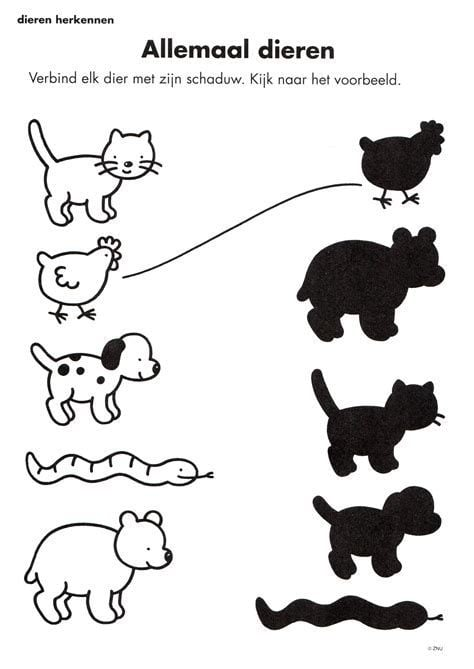 dieren herkennen
Allemaal dieren
Verbind elk dier met zijn schaduw. Kijk naar het voorbeeld.
© ZNU